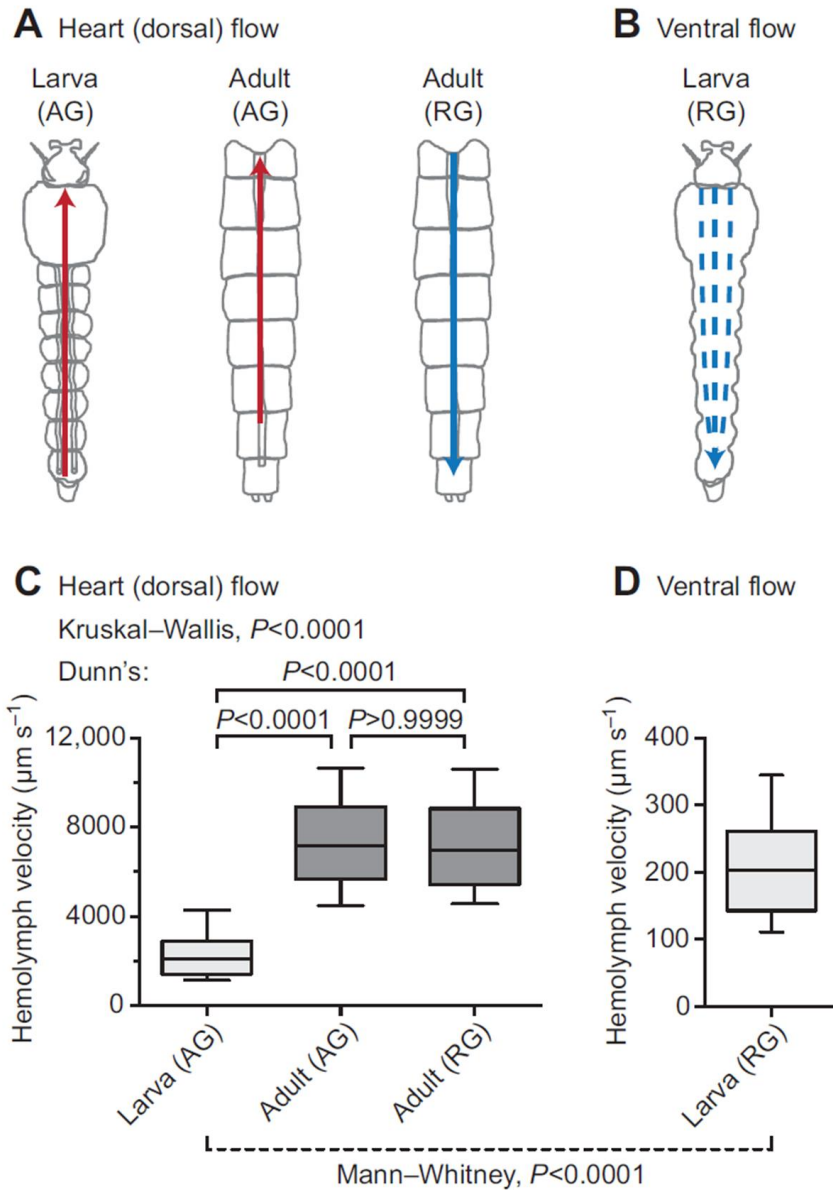 A Heart (dorsal) flow
B Ventral flow
Larva
(AG)
Adult
(AG)
Adult
(RG)
Larva
(RG)
C Heart (dorsal) flow
Kruskal–Wallis, P<0.0001
Dunn's:
P<0.0001
P<0.0001
P>0.9999
Hemolymph velocity (µm s⁻¹)
12,000
8000
4000
0
Larva (AG)
Adult (AG)
Adult (RG)
D Ventral flow
Hemolymph velocity (µm s⁻¹)
400
300
200
100
0
Larva (RG)
Mann–Whitney, P<0.0001